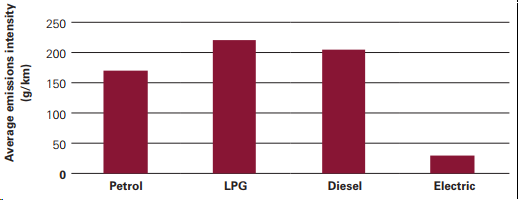 Average emissions intensity
(g/km)
250
200
150
100
50
0
Petrol
LPG
Diesel
Electric